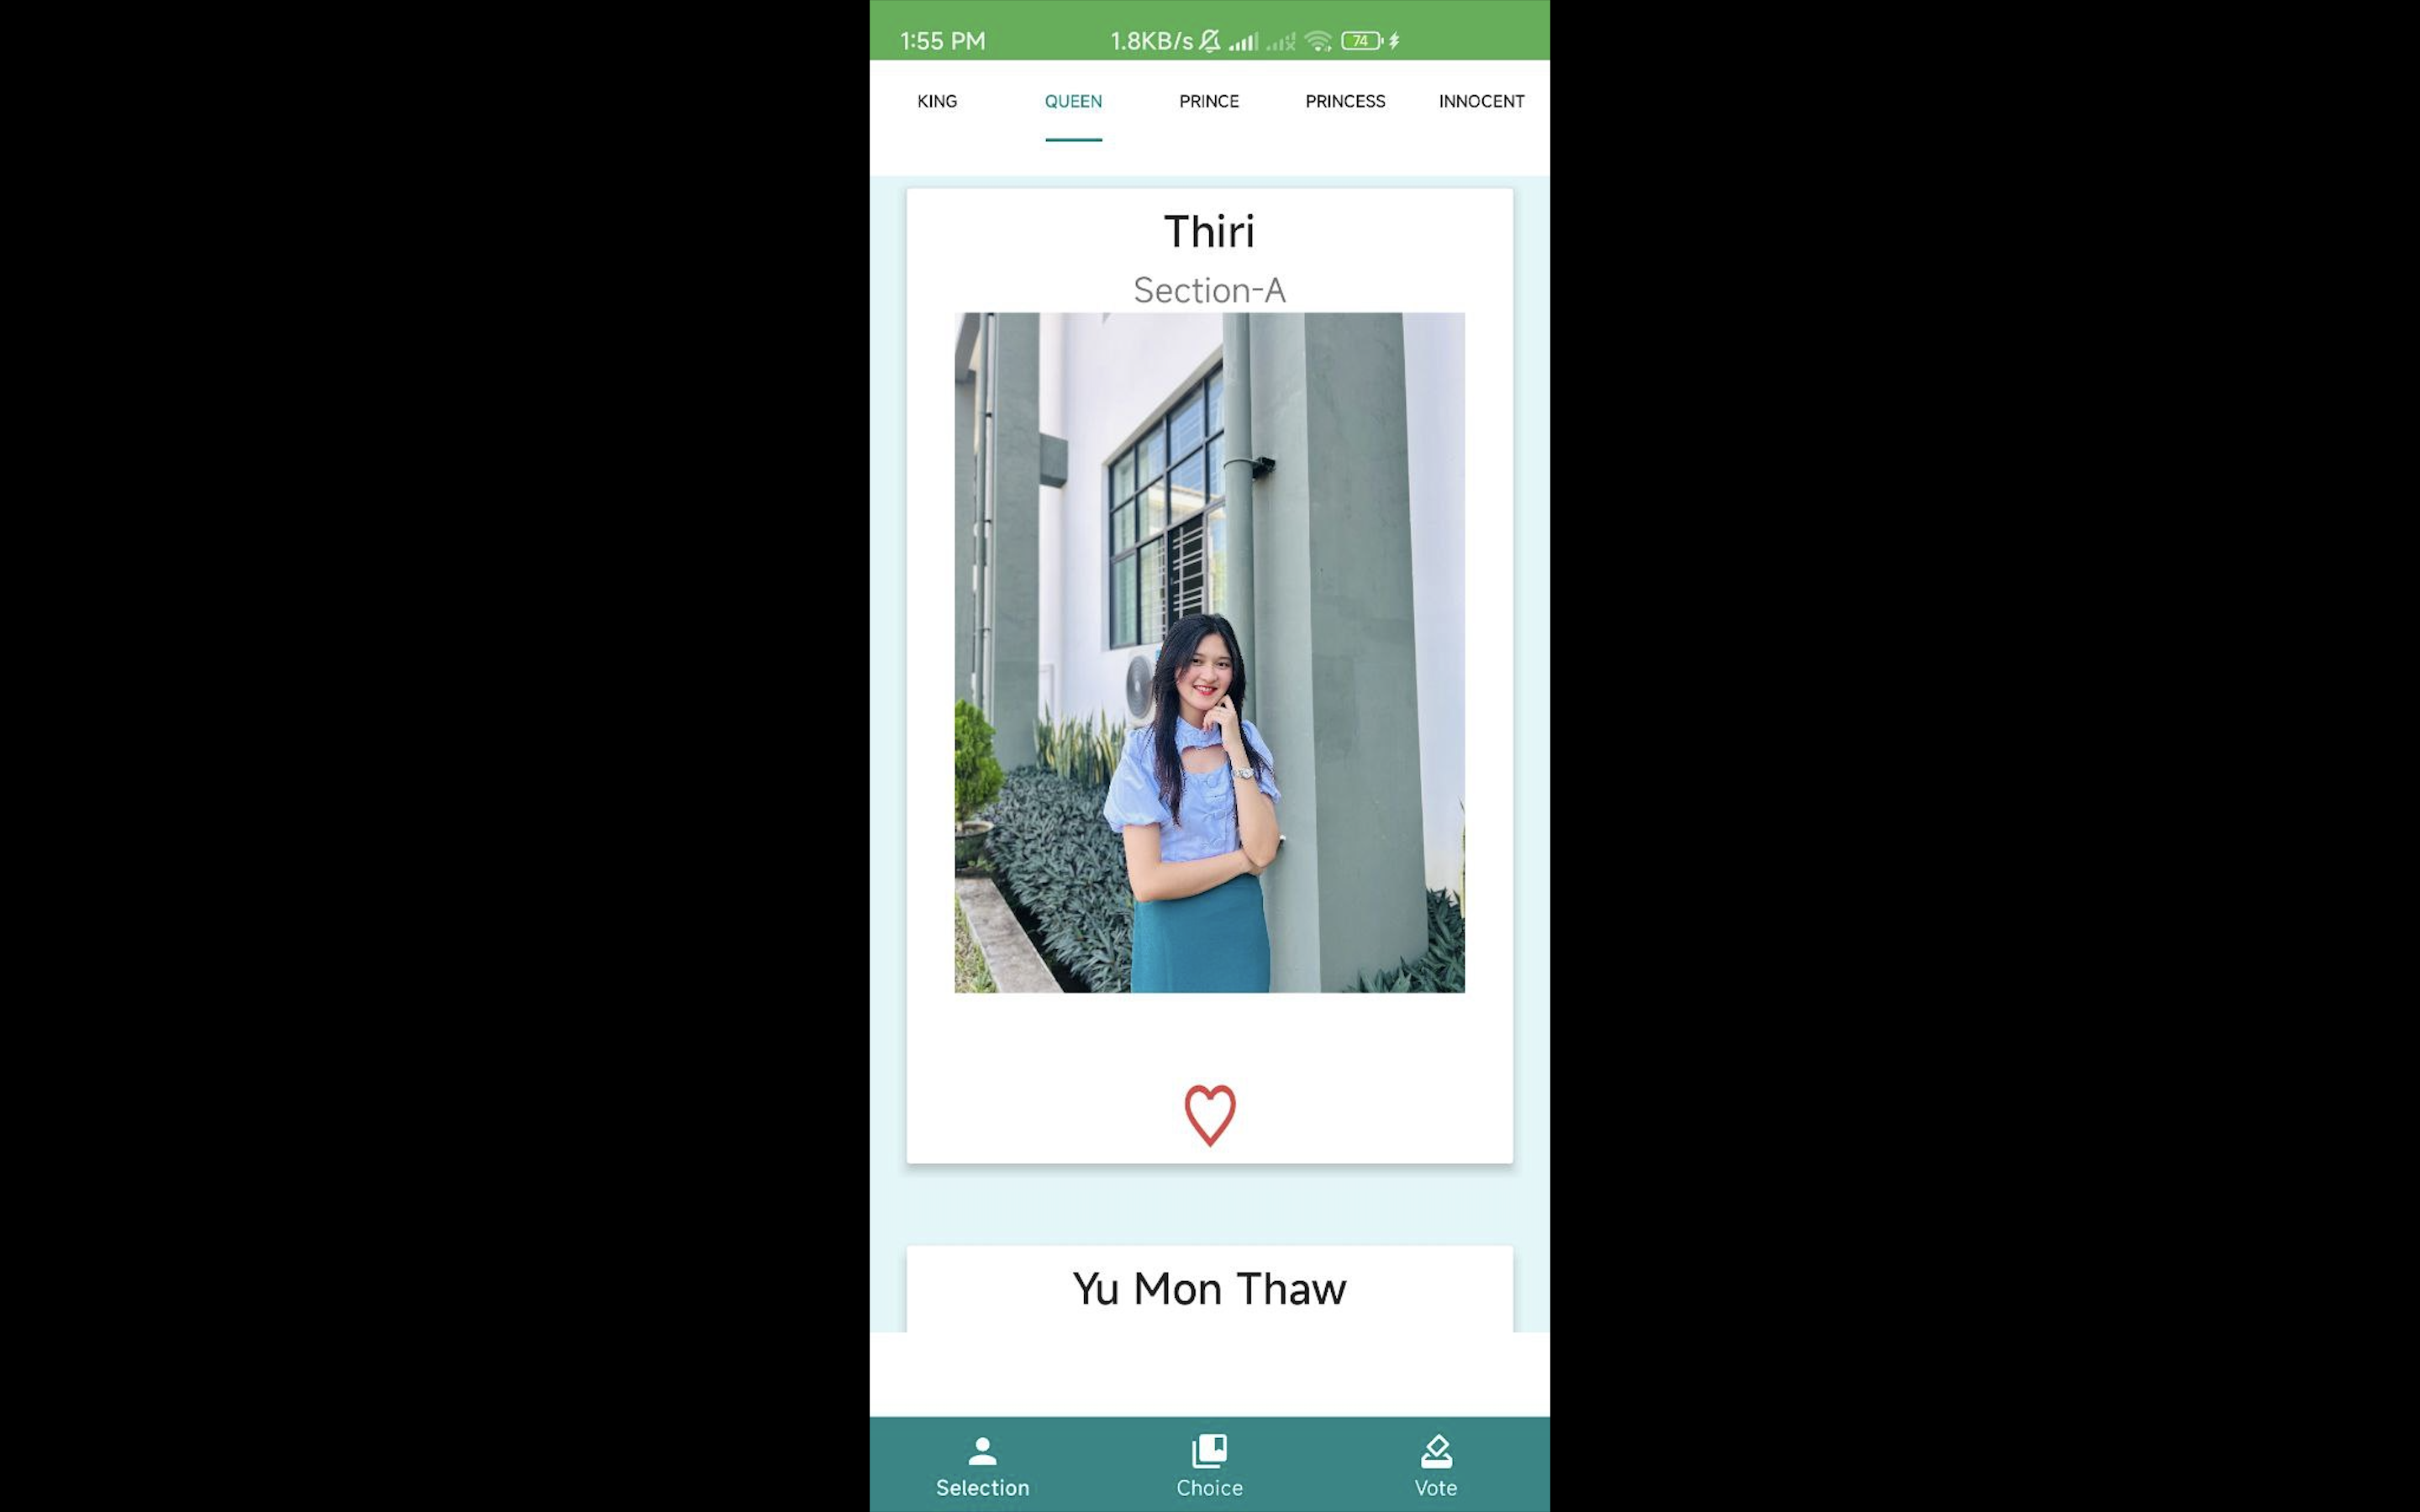 1:55 PM 1.8KB/s 74
KING QUEEN PRINCE PRINCESS INNOCENT
Thiri
Section-A
Yu Mon Thaw
Selection Choice Vote